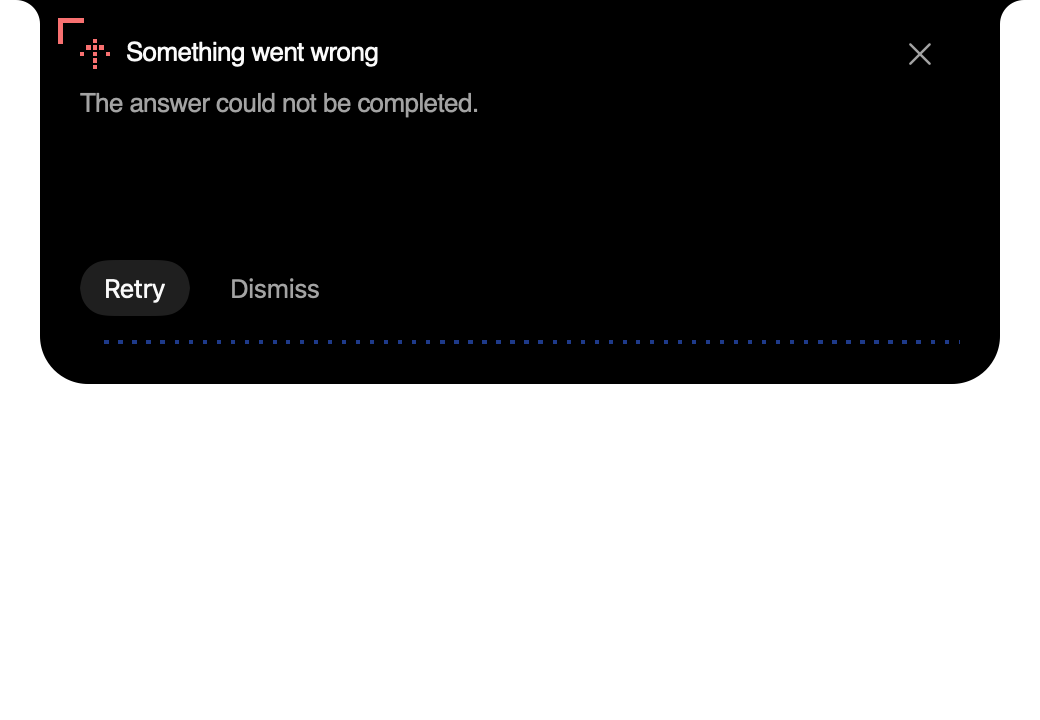 Something went wrong
The answer could not be completed.
Retry
Dismiss